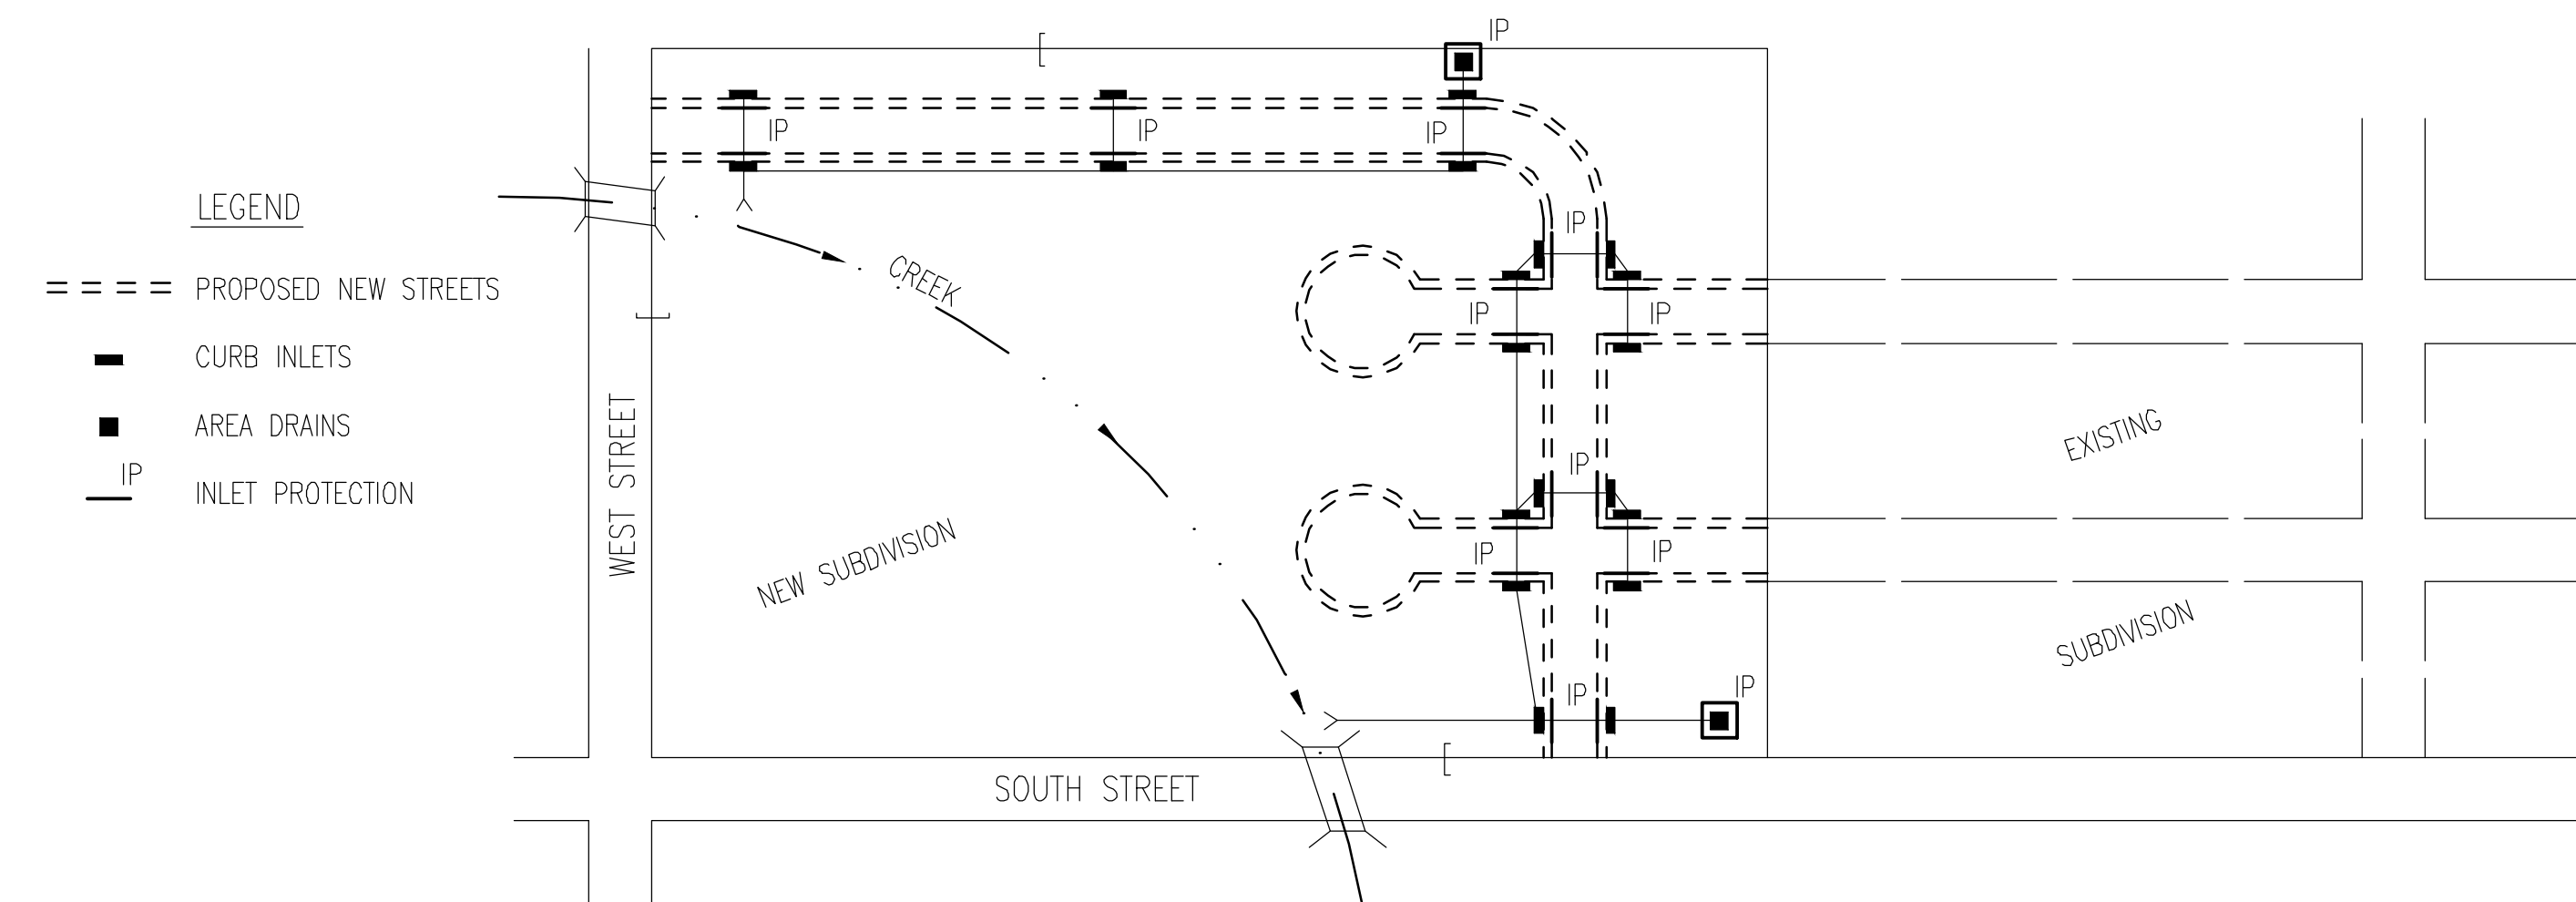 IP
IP
IP
IP
LEGEND
IP
CREEK
PROPOSED NEW STREETS
IP
IP
CURB INLETS
AREA DRAINS
EXISTING
IP
IP
INLET PROTECTION
WEST STREET
NEW SUBDIVISION
IP
IP
SUBDIVISION
IP
IP
SOUTH STREET